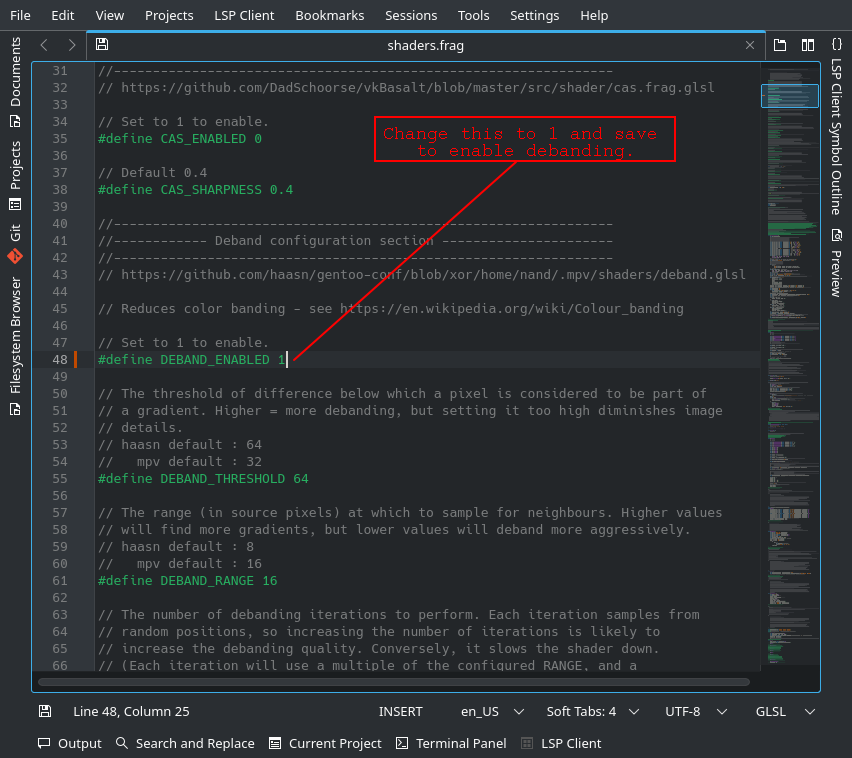 File Edit View Projects LSP Client Bookmarks Sessions Tools Settings Help
shaders.frag
Documents
Projects
Git
Filesystem Browser
31 //----------------------------------------------------------------
32 // https://github.com/DadSchoorse/vkBasalt/blob/master/src/shader/cas.frag.glsl
33
34 // Set to 1 to enable.
35 #define CAS_ENABLED 0
36
37 // Default 0.4
38 #define CAS_SHARPNESS 0.4
39
40 //----------------------------------------------------------------
41 //------------ Deband configuration section ----------------------
42 //----------------------------------------------------------------
43 // https://github.com/haasn/gentoo-conf/blob/xor/home/nand/.mpv/shaders/deband.glsl
44
45 // Reduces color banding - see https://en.wikipedia.org/wiki/Colour_banding
46
47 // Set to 1 to enable.
48 #define DEBAND_ENABLED 1
49
50 // The threshold of difference below which a pixel is considered to be part of
51 // a gradient. Higher = more debanding, but setting it too high diminishes image
52 // details.
53 // haasn default : 64
54 //   mpv default : 32
55 #define DEBAND_THRESHOLD 64
56
57 // The range (in source pixels) at which to sample for neighbours. Higher values
58 // will find more gradients, but lower values will deband more aggressively.
59 // haasn default : 8
60 //   mpv default : 16
61 #define DEBAND_RANGE 16
62
63 // The number of debanding iterations to perform. Each iteration samples from
64 // random positions, so increasing the number of iterations is likely to
65 // increase the debanding quality. Conversely, it slows the shader down.
66 // (Each iteration will use a multiple of the configured RANGE, and a
Change this to 1 and save
to enable debanding.
{} LSP Client Symbol Outline
Preview
Line 48, Column 25 INSERT en_US Soft Tabs: 4 UTF-8 GLSL
Output Search and Replace Current Project Terminal Panel LSP Client